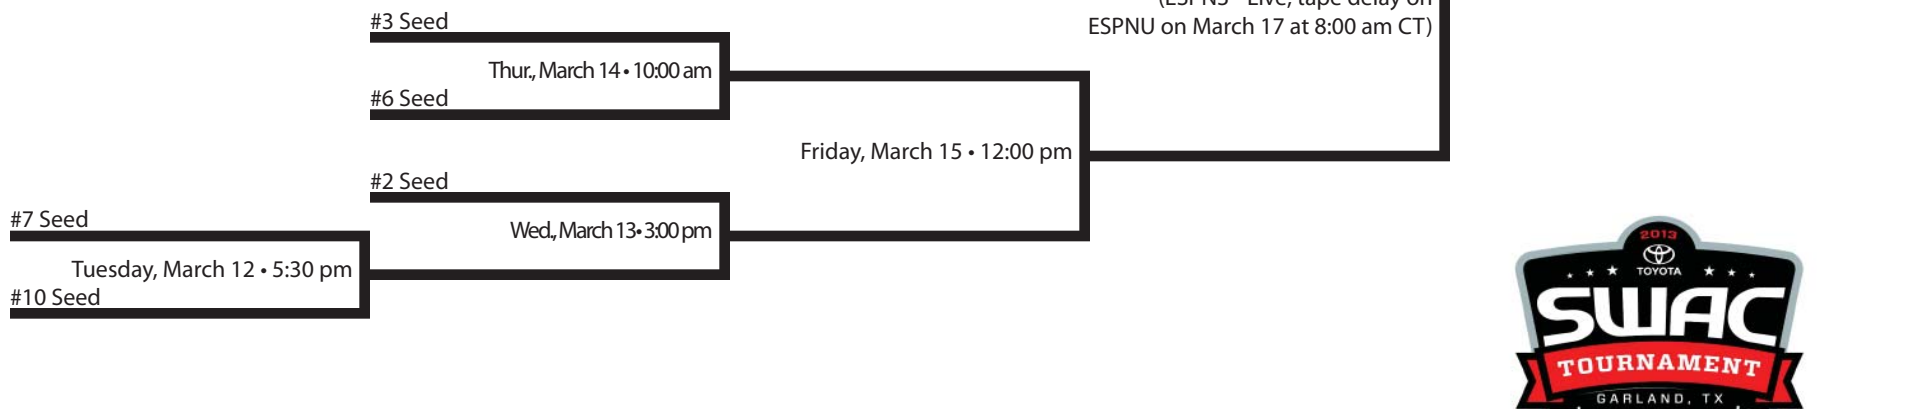 ESPNU on March 17 at 8:00 am CT)
#3 Seed
Thur., March 14 • 10:00 am
#6 Seed
Friday, March 15 • 12:00 pm
#2 Seed
Wed., March 13• 3:00 pm
#7 Seed
Tuesday, March 12 • 5:30 pm
#10 Seed
2013
TOYOTA
SWAC
TOURNAMENT
GARLAND, TX